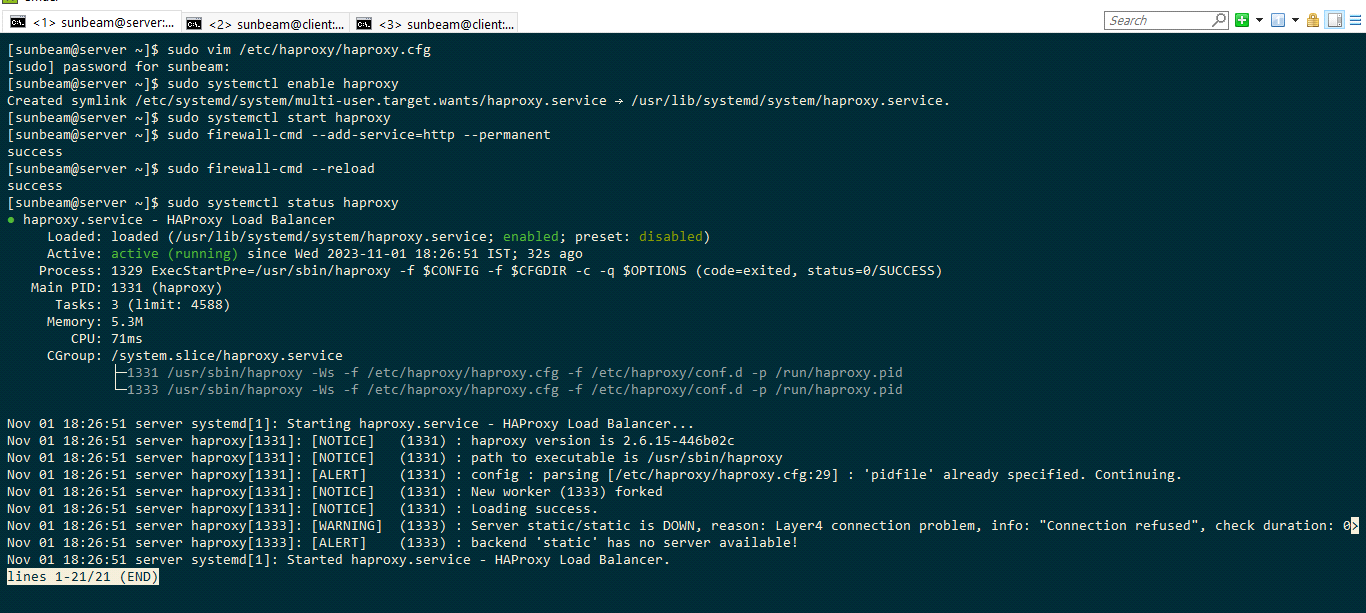 <1> sunbeam@server:...
<2> sunbeam@client:...
<3> sunbeam@client:...
Search
[sunbeam@server ~]$ sudo vim /etc/haproxy/haproxy.cfg
[sudo] password for sunbeam:
[sunbeam@server ~]$ sudo systemctl enable haproxy
Created symlink /etc/systemd/system/multi-user.target.wants/haproxy.service → /usr/lib/systemd/system/haproxy.service.
[sunbeam@server ~]$ sudo systemctl start haproxy
[sunbeam@server ~]$ sudo firewall-cmd --add-service=http --permanent
success
[sunbeam@server ~]$ sudo firewall-cmd --reload
success
[sunbeam@server ~]$ sudo systemctl status haproxy
● haproxy.service - HAProxy Load Balancer
     Loaded: loaded (/usr/lib/systemd/system/haproxy.service; enabled; preset: disabled)
     Active: active (running) since Wed 2023-11-01 18:26:51 IST; 32s ago
    Process: 1329 ExecStartPre=/usr/sbin/haproxy -f $CONFIG -f $CFGDIR -c -q $OPTIONS (code=exited, status=0/SUCCESS)
   Main PID: 1331 (haproxy)
      Tasks: 3 (limit: 4588)
     Memory: 5.3M
        CPU: 71ms
     CGroup: /system.slice/haproxy.service
             ├─1331 /usr/sbin/haproxy -Ws -f /etc/haproxy/haproxy.cfg -f /etc/haproxy/conf.d -p /run/haproxy.pid
             └─1333 /usr/sbin/haproxy -Ws -f /etc/haproxy/haproxy.cfg -f /etc/haproxy/conf.d -p /run/haproxy.pid
Nov 01 18:26:51 server systemd[1]: Starting haproxy.service - HAProxy Load Balancer...
Nov 01 18:26:51 server haproxy[1331]: [NOTICE]   (1331) : haproxy version is 2.6.15-446b02c
Nov 01 18:26:51 server haproxy[1331]: [NOTICE]   (1331) : path to executable is /usr/sbin/haproxy
Nov 01 18:26:51 server haproxy[1331]: [ALERT]    (1331) : config : parsing [/etc/haproxy/haproxy.cfg:29] : 'pidfile' already specified. Continuing.
Nov 01 18:26:51 server haproxy[1331]: [NOTICE]   (1331) : New worker (1333) forked
Nov 01 18:26:51 server haproxy[1331]: [NOTICE]   (1331) : Loading success.
Nov 01 18:26:51 server haproxy[1333]: [WARNING]  (1333) : Server static/static is DOWN, reason: Layer4 connection problem, info: "Connection refused", check duration: 0>
Nov 01 18:26:51 server haproxy[1333]: [ALERT]    (1333) : backend 'static' has no server available!
Nov 01 18:26:51 server systemd[1]: Started haproxy.service - HAProxy Load Balancer.
lines 1-21/21 (END)